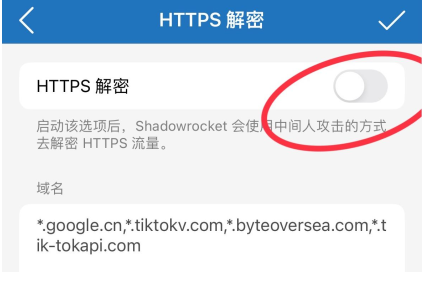 HTTPS 解密
HTTPS 解密
启动该选项后，Shadowrocket 会使用中间人攻击的方式
去解密 HTTPS 流量。
域名
*.google.cn,*.tiktokv.com,*.byteoversea.com,*.t
ik-tokapi.com